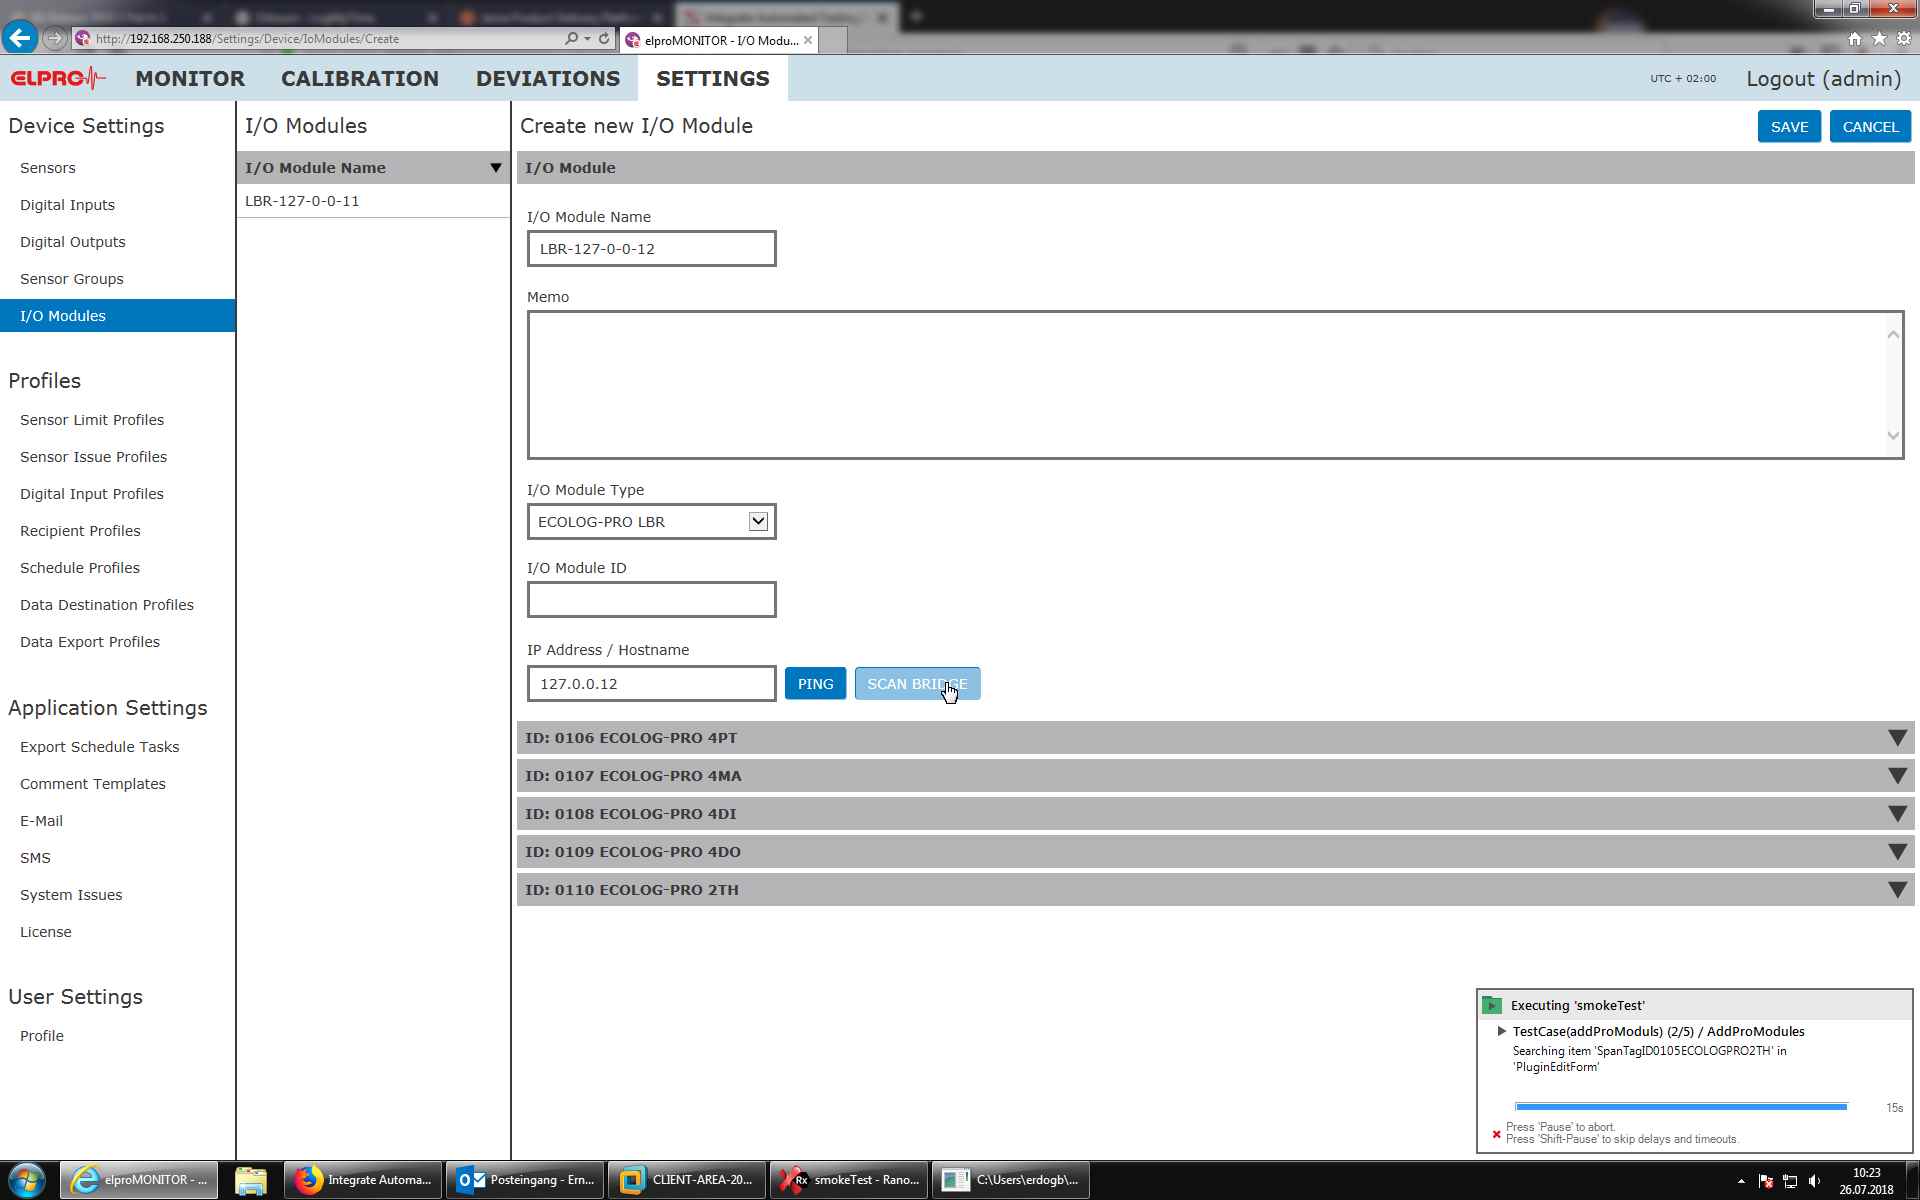 http://192.168.250.188/Settings/Device/IoModules/Create
elproMONITOR - I/O Modu...
ELPRO
MONITOR
CALIBRATION
DEVIATIONS
SETTINGS
UTC + 02:00
Logout (admin)
Device Settings
Sensors
Digital Inputs
Digital Outputs
Sensor Groups
I/O Modules
Profiles
Sensor Limit Profiles
Sensor Issue Profiles
Digital Input Profiles
Recipient Profiles
Schedule Profiles
Data Destination Profiles
Data Export Profiles
Application Settings
Export Schedule Tasks
Comment Templates
E-Mail
SMS
System Issues
License
User Settings
Profile
I/O Modules
I/O Module Name
LBR-127-0-0-11
Create new I/O Module
SAVE
CANCEL
I/O Module
I/O Module Name
LBR-127-0-0-12
Memo
I/O Module Type
ECOLOG-PRO LBR
I/O Module ID
IP Address / Hostname
127.0.0.12
PING
SCAN BRIDGE
ID: 0106 ECOLOG-PRO 4PT
ID: 0107 ECOLOG-PRO 4MA
ID: 0108 ECOLOG-PRO 4DI
ID: 0109 ECOLOG-PRO 4DO
ID: 0110 ECOLOG-PRO 2TH
Executing 'smokeTest'
TestCase(addProModuls) (2/5) / AddProModules
Searching item 'SpanTagID0105ECOLOGPRO2TH' in
'PluginEditForm'
15s
Press 'Pause' to abort.
Press 'Shift-Pause' to skip delays and timeouts.
elproMONITOR - ...
Integrate Automa...
Posteingang - Ern...
CLIENT-AREA-20...
Rx
smokeTest - Rano...
C:\Users\erdogb\...
10:23
26.07.2018